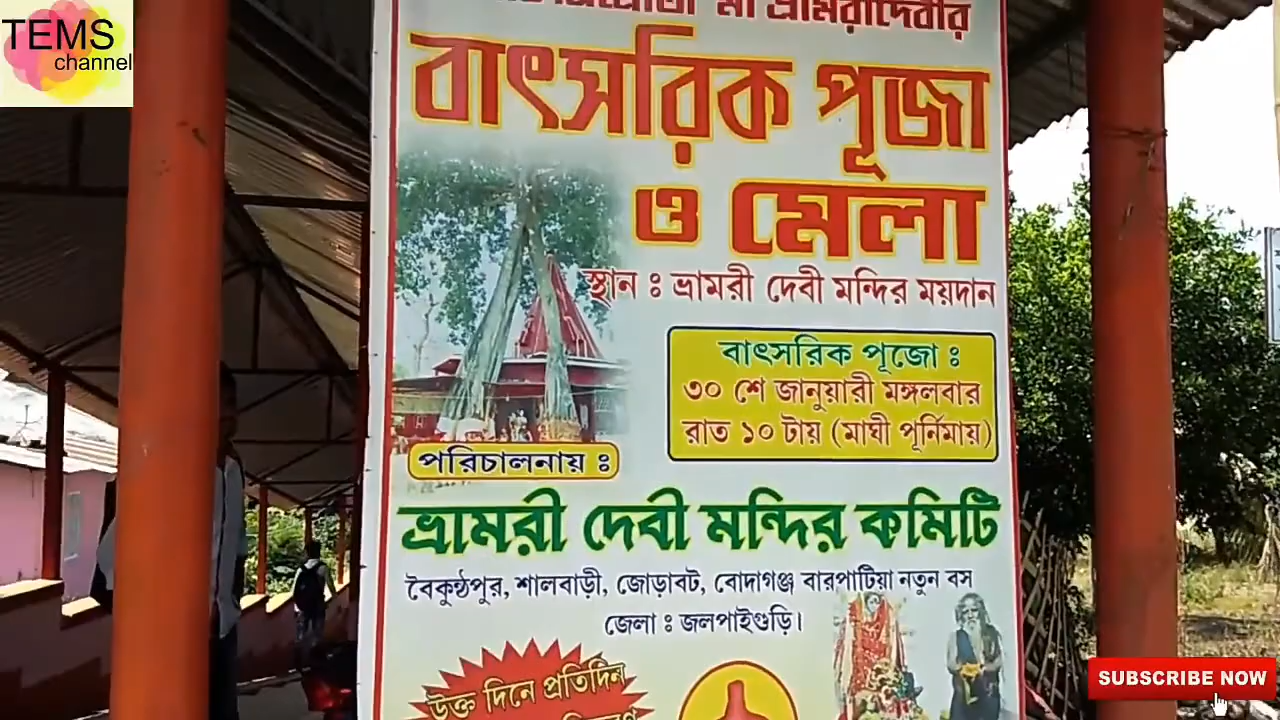 TEMS
channel
মা ভ্রামরীদেবীর
বাৎসরিক পূজা
ও মেলা
স্থান ঃ ভ্রামরী দেবী মন্দির ময়দান
বাৎসরিক পূজো ঃ
৩০ শে জানুয়ারী মঙ্গলবার
রাত ১০ টায় (মাঘী পূর্নিমায়)
পরিচালনায় ঃ
ভ্রামরী দেবী মন্দির কমিটি
বৈকুন্ঠপুর, শালবাড়ী, জোড়াবট, বোদাগঞ্জ বারপাটিয়া নতুন বস
জেলা ঃ জলপাইগুড়ি।
উক্ত দিনে প্রতিদিন
SUBSCRIBE NOW